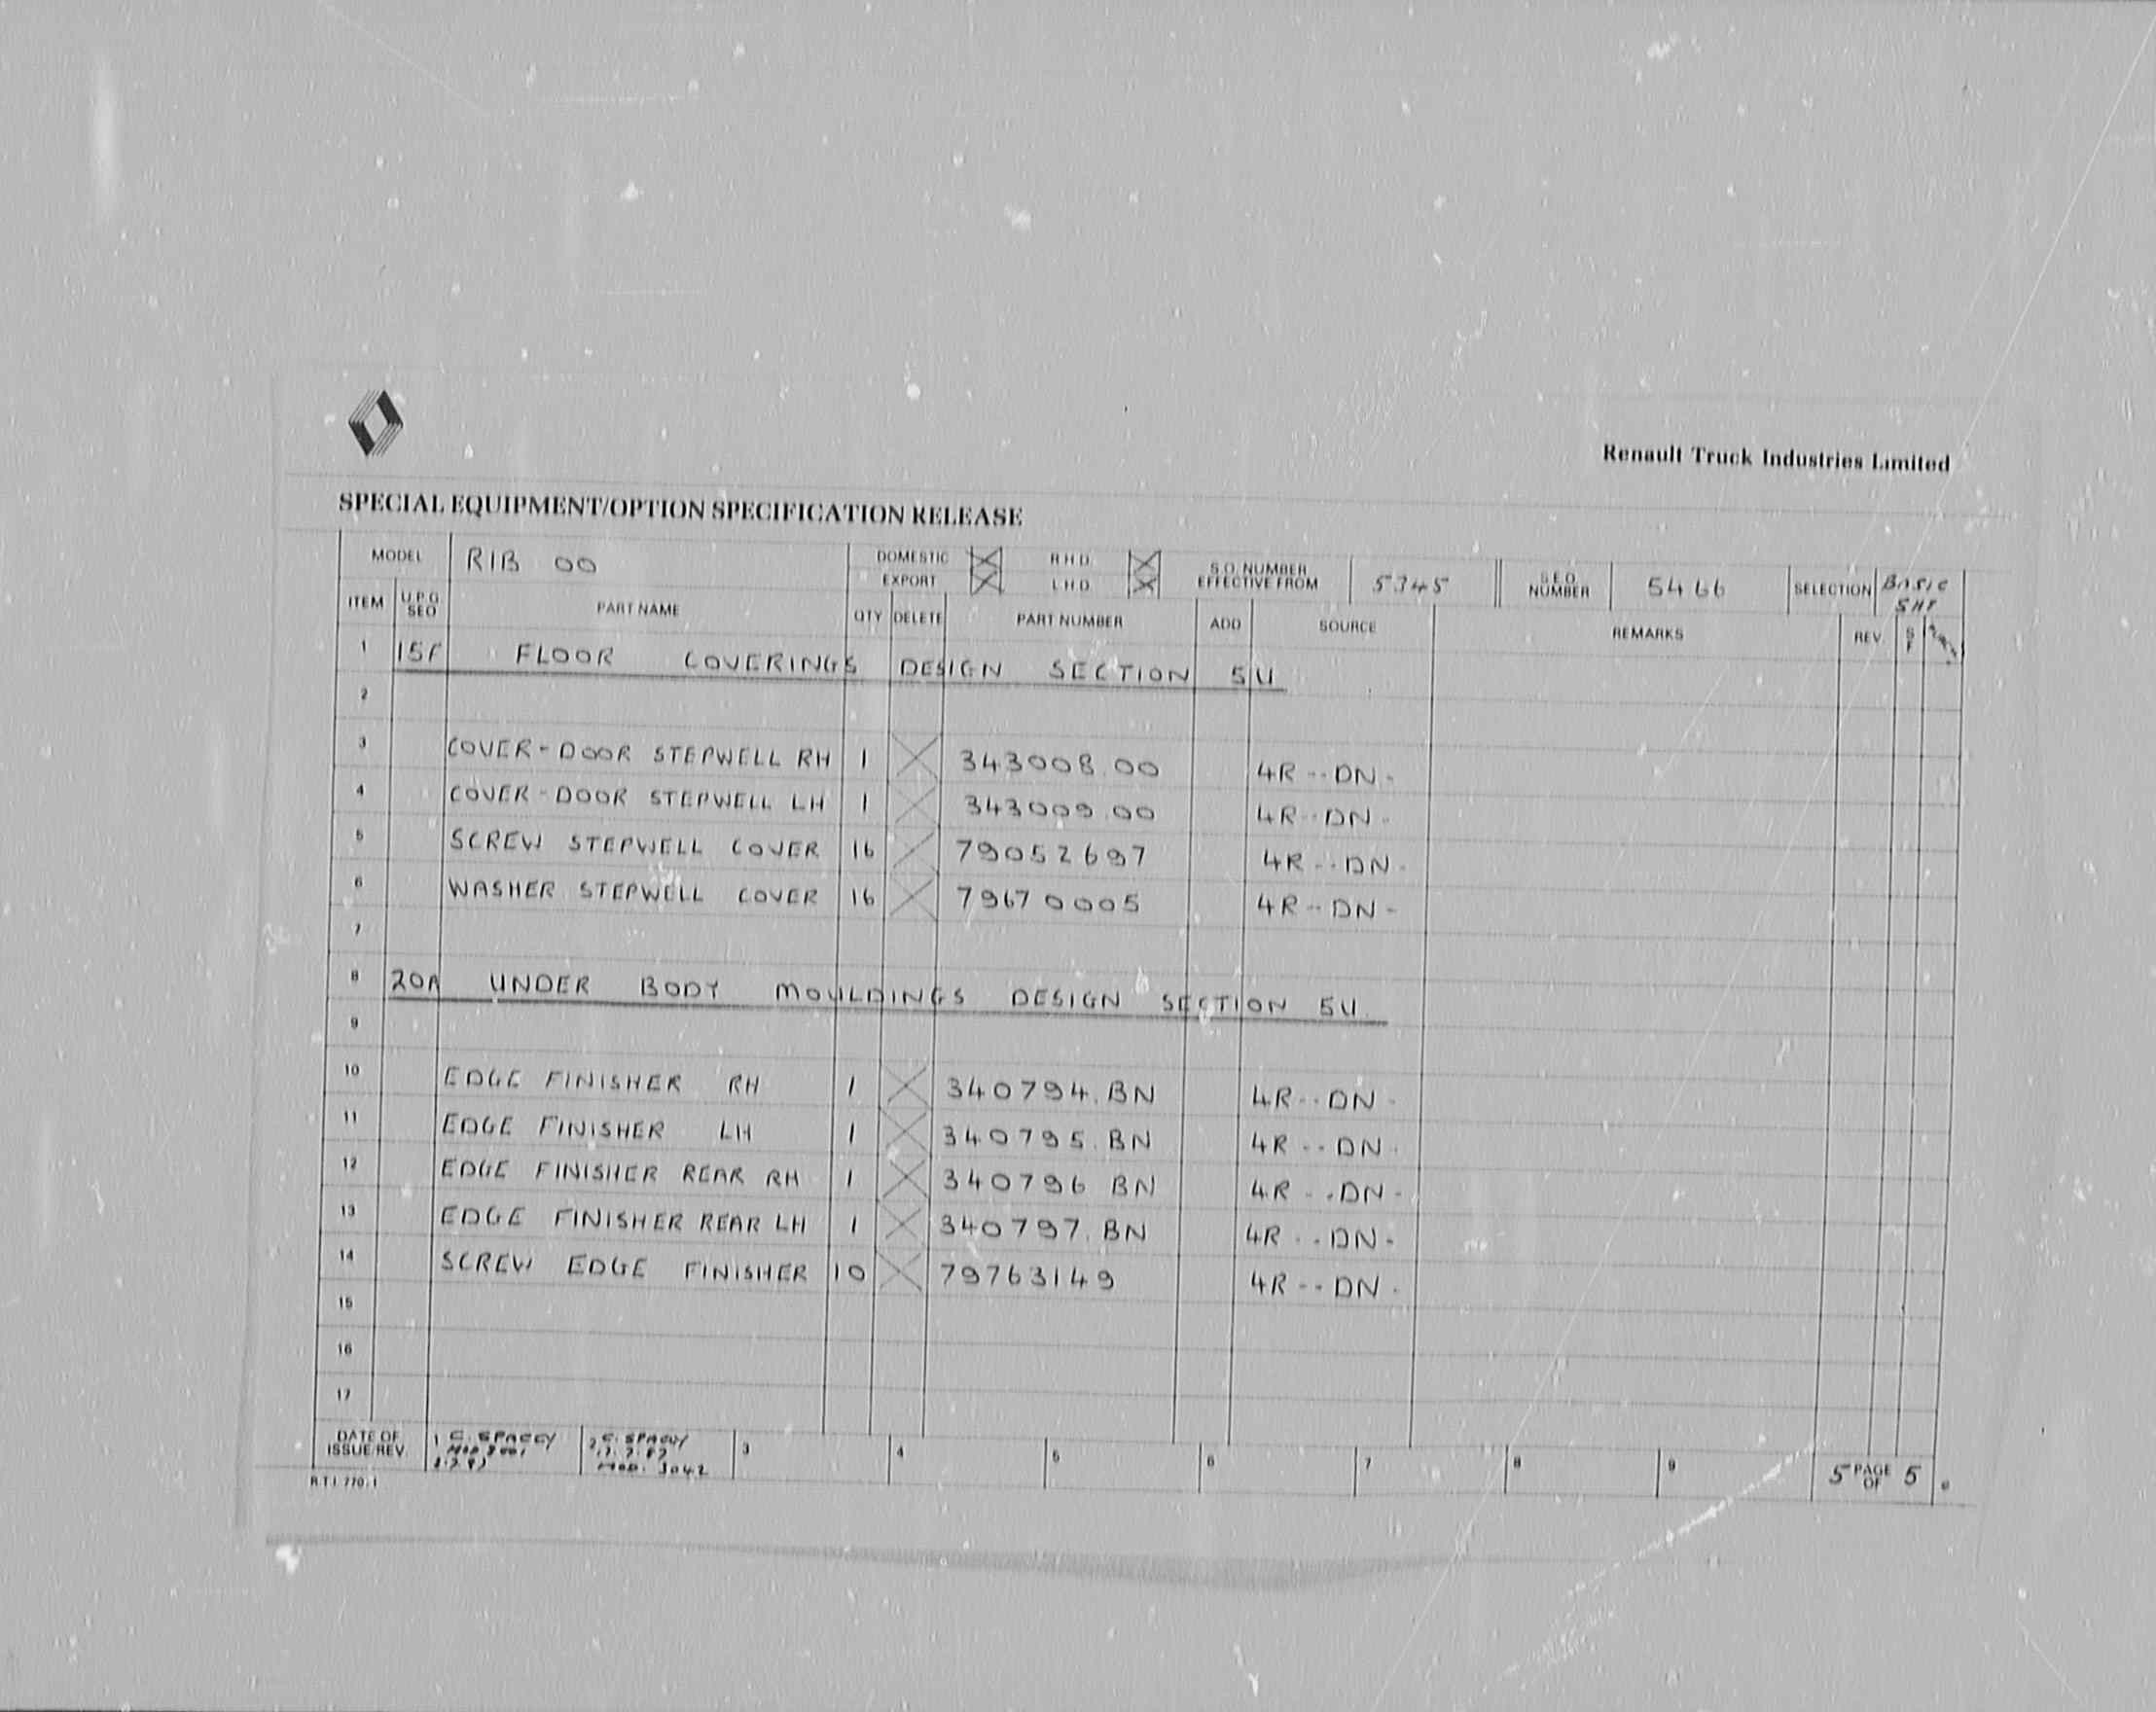 Renault Truck Industries Limited
SPECIAL EQUIPMENT/OPTION SPECIFICATION RELEASE
MODEL RIB 00 DOMESTIC EXPORT R.H.D. L.H.D. S.O. NUMBER EFFECTIVE FROM 5345 S.E.O. NUMBER 5466 SELECTION BASIC SHT
ITEM U.P.G. SEQ PART NAME QTY DELETE PART NUMBER ADD SOURCE REMARKS REV.
1 15F FLOOR COVERINGS DESIGN SECTION 5U
2
3 COVER-DOOR STEPWELL RH 1 343008.00 4R--DN-
4 COVER-DOOR STEPWELL LH 1 343009.00 4R--DN-
5 SCREW STEPWELL COVER 16 79052697 4R--DN-
6 WASHER STEPWELL COVER 16 79670005 4R--DN-
7
8 20A UNDER BODY MOULDINGS DESIGN SECTION 5U
9
10 EDGE FINISHER RH 1 340794.BN 4R--DN-
11 EDGE FINISHER LH 1 340795.BN 4R--DN-
12 EDGE FINISHER REAR RH 1 340796 BN 4R--DN-
13 EDGE FINISHER REAR LH 1 340797.BN 4R--DN-
14 SCREW EDGE FINISHER 10 79763149 4R--DN-
15
16
17
DATE OF ISSUE/REV. 1 C. SPACEY 2 C. SPACEY MOD. 3042 3 4 5 6 7 8 9 5 PAGE OF 5
R.T.I. 770/1